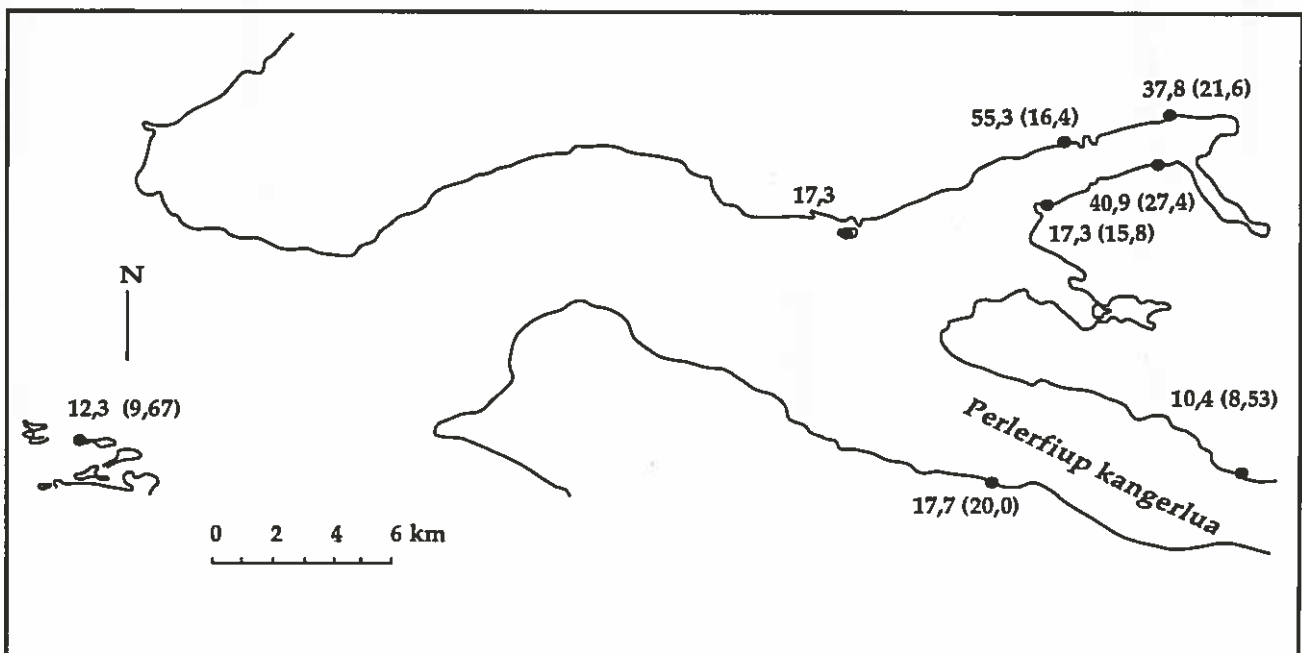 37,8 (21,6)
55,3 (16,4)
17,3
40,9 (27,4)
17,3 (15,8)
N
12,3 (9,67)
10,4 (8,53)
Perlerfiup kangerlua
17,7 (20,0)
0 2 4 6 km